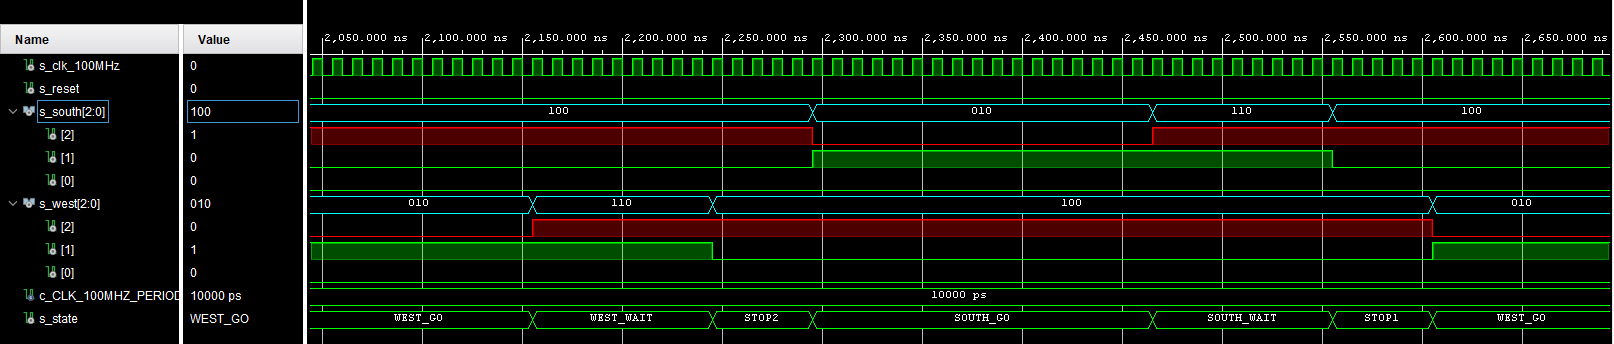 Name Value
2,050.000 ns 2,100.000 ns 2,150.000 ns 2,200.000 ns 2,250.000 ns 2,300.000 ns 2,350.000 ns 2,400.000 ns 2,450.000 ns 2,500.000 ns 2,550.000 ns 2,600.000 ns 2,650.000 ns
s_clk_100MHz 0
s_reset 0
s_south[2:0] 100 100 010 110 100
[2] 1
[1] 0
[0] 0
s_west[2:0] 010 010 110 100 010
[2] 0
[1] 1
[0] 0
c_CLK_100MHZ_PERIOD 10000 ps 10000 ps
s_state WEST_GO WEST_GO WEST_WAIT STOP2 SOUTH_GO SOUTH_WAIT STOP1 WEST_GO